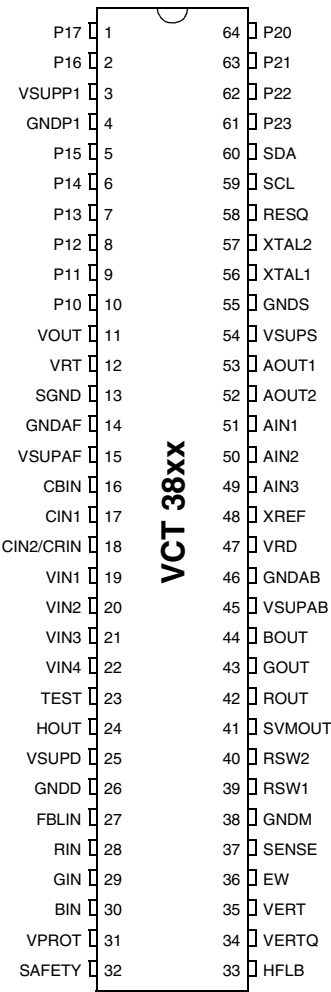 P17 1 64 P20
P16 2 63 P21
VSUPP1 3 62 P22
GNDP1 4 61 P23
P15 5 60 SDA
P14 6 59 SCL
P13 7 58 RESQ
P12 8 57 XTAL2
P11 9 56 XTAL1
P10 10 55 GNDS
VOUT 11 54 VSUPS
VRT 12 53 AOUT1
SGND 13 52 AOUT2
GNDAF 14 51 AIN1
VSUPAF 15 50 AIN2
CBIN 16 49 AIN3
CIN1 17 48 XREF
CIN2/CRIN 18 47 VRD
VIN1 19 46 GNDAB
VIN2 20 45 VSUPAB
VIN3 21 44 BOUT
VIN4 22 43 GOUT
TEST 23 42 ROUT
HOUT 24 41 SVMOUT
VSUPD 25 40 RSW2
GNDD 26 39 RSW1
FBLIN 27 38 GNDM
RIN 28 37 SENSE
GIN 29 36 EW
BIN 30 35 VERT
VPROT 31 34 VERTQ
SAFETY 32 33 HFLB
VCT 38xx